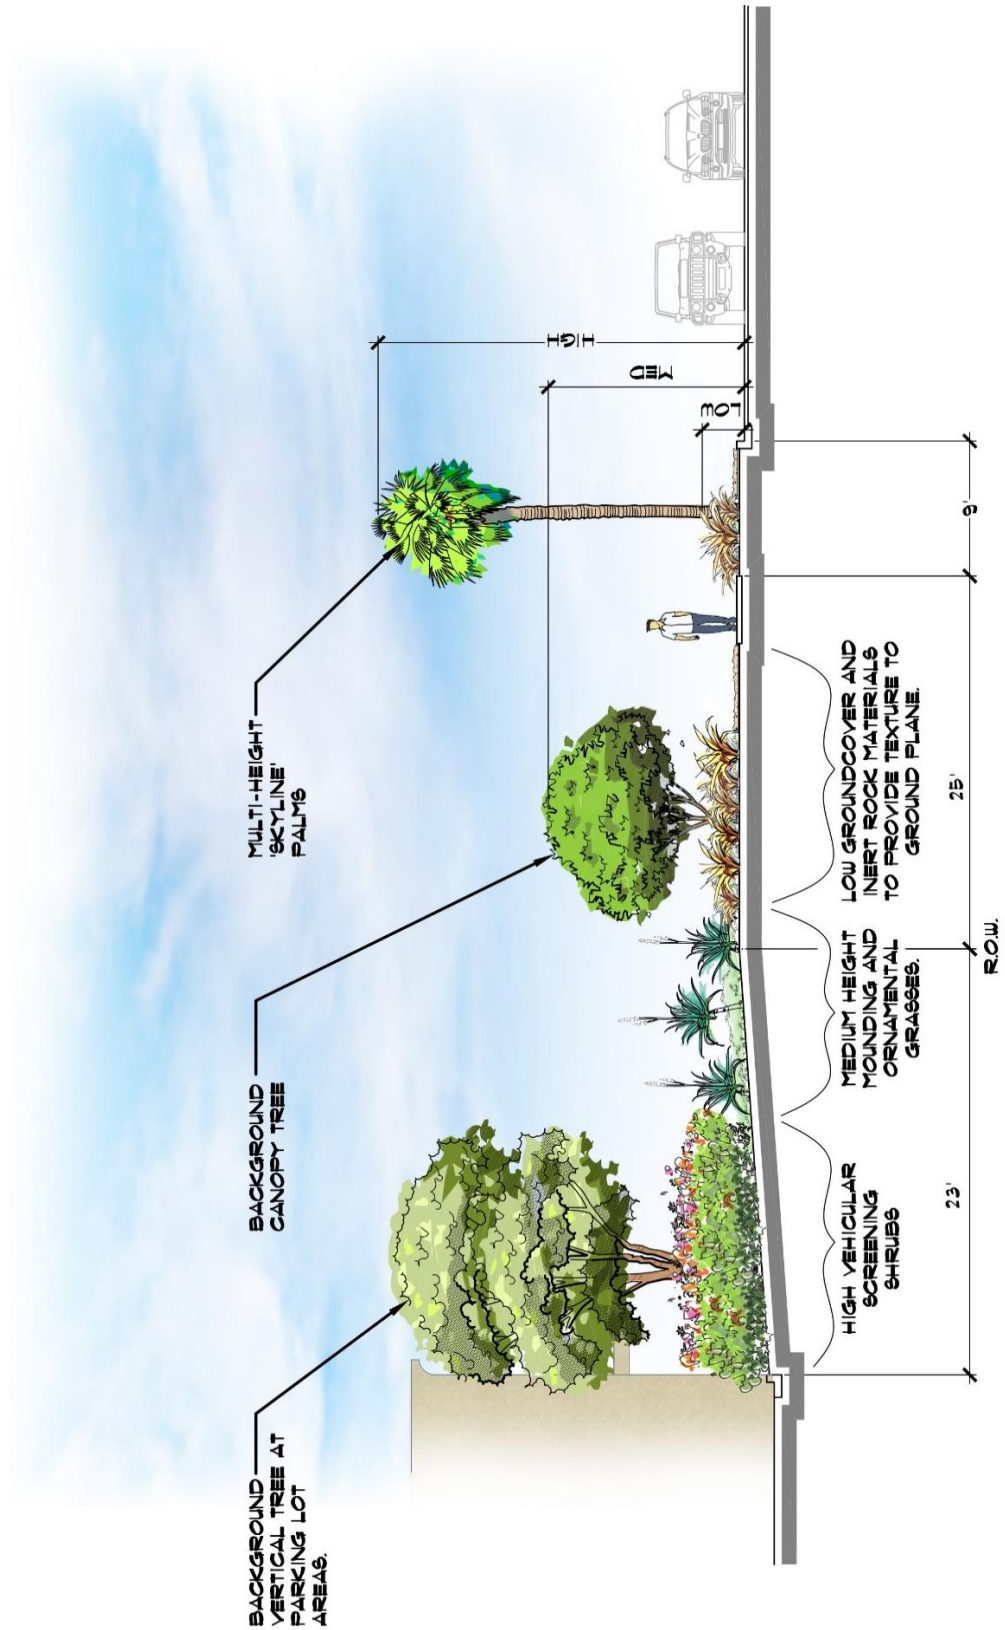 BACKGROUND
VERTICAL TREE AT
PARKING LOT
AREAS.
BACKGROUND
CANOPY TREE
MULTI-HEIGHT
'SKYLINE'
PALMS
HIGH
MED
LOW
HIGH VEHICULAR
SCREENING
SHRUBS
MEDIUM HEIGHT
MOUNDING AND
ORNAMENTAL
GRASSES.
LOW GROUNDCOVER AND
INERT ROCK MATERIALS
TO PROVIDE TEXTURE TO
GROUND PLANE.
23'
25'
9'
R.O.W.